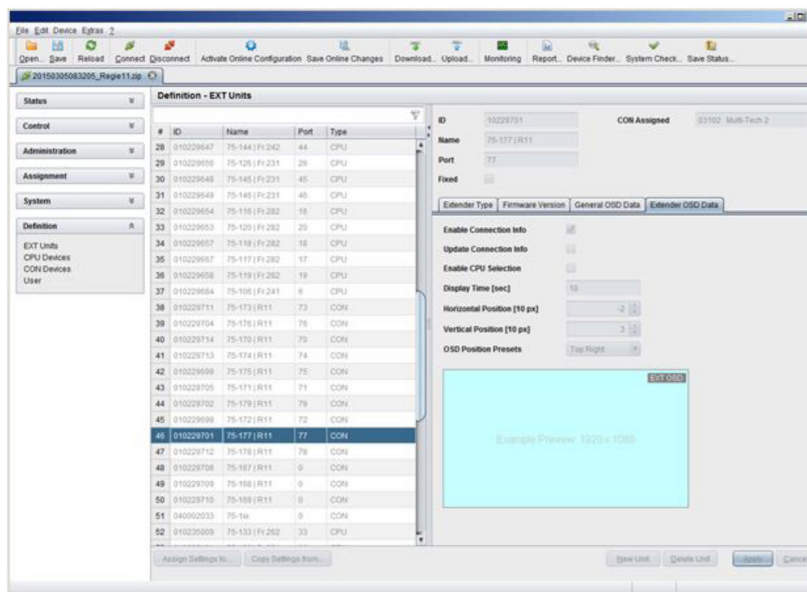 File Edit Device Extras ?
Open... Save Reload Connect Disconnect Activate Online Configuration Save Online Changes Download... Upload... Monitoring Report... Device Finder... System Check... Save Status...
20150305083205_Regie11.zip
Status
Control
Administration
Assignment
System
Definition
EXT Units
CPU Devices
CON Devices
User
Definition - EXT Units
# ID Name Port Type
28 010229647 75-144 | Fr.242 44 CPU
29 010229656 75-126 | Fr.231 26 CPU
30 010229648 75-145 | Fr.231 45 CPU
31 010229649 75-146 | Fr.231 46 CPU
32 010229654 75-116 | Fr.282 16 CPU
33 010229653 75-120 | Fr.282 20 CPU
34 010229657 75-118 | Fr.282 18 CPU
35 010229667 75-117 | Fr.282 17 CPU
36 010229658 75-119 | Fr.282 19 CPU
37 010229684 75-106 | Fr.241 6 CPU
38 010229711 75-173 | R11 73 CON
39 010229704 75-176 | R11 76 CON
40 010229714 75-170 | R11 70 CON
41 010229713 75-174 | R11 74 CON
42 010229699 75-175 | R11 75 CON
43 010229705 75-171 | R11 71 CON
44 010229702 75-179 | R11 79 CON
45 010229698 75-172 | R11 72 CON
46 010229701 75-177 | R11 77 CON
47 010229712 75-178 | R11 78 CON
48 010229706 75-167 | R11 0 CON
49 010229709 75-168 | R11 0 CON
50 010229710 75-169 | R11 0 CON
51 040002033 75-1xx 0 CON
52 010235009 75-133 | Fr.262 33 CPU
Assign Settings to... Copy Settings from...
ID 10229701 CON Assigned 03102 Multi-Tech 2
Name 75-177 | R11
Port 77
Fixed
Extender Type Firmware Version General OSD Data Extender OSD Data
Enable Connection Info
Update Connection Info
Enable CPU Selection
Display Time [sec] 10
Horizontal Position [10 px] -2
Vertical Position [10 px] 3
OSD Position Presets Top Right
EXT OSD
Example Preview: 1920 x 1080
New Unit Delete Unit Apply Cance